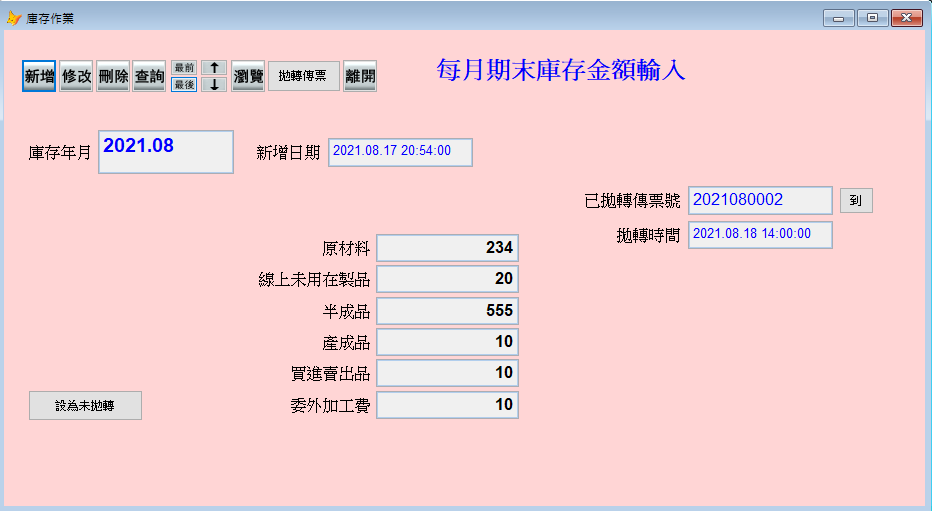 庫存作業
每月期末庫存金額輸入
新增 修改 刪除 查詢 最前 最後 ↑ ↓ 瀏覽 拋轉傳票 離開
庫存年月 2021.08 新增日期 2021.08.17 20:54:00
已拋轉傳票號 2021080002 到
拋轉時間 2021.08.18 14:00:00
原材料 234
線上未用在製品 20
半成品 555
產成品 10
買進賣出品 10
委外加工費 10
設為未拋轉